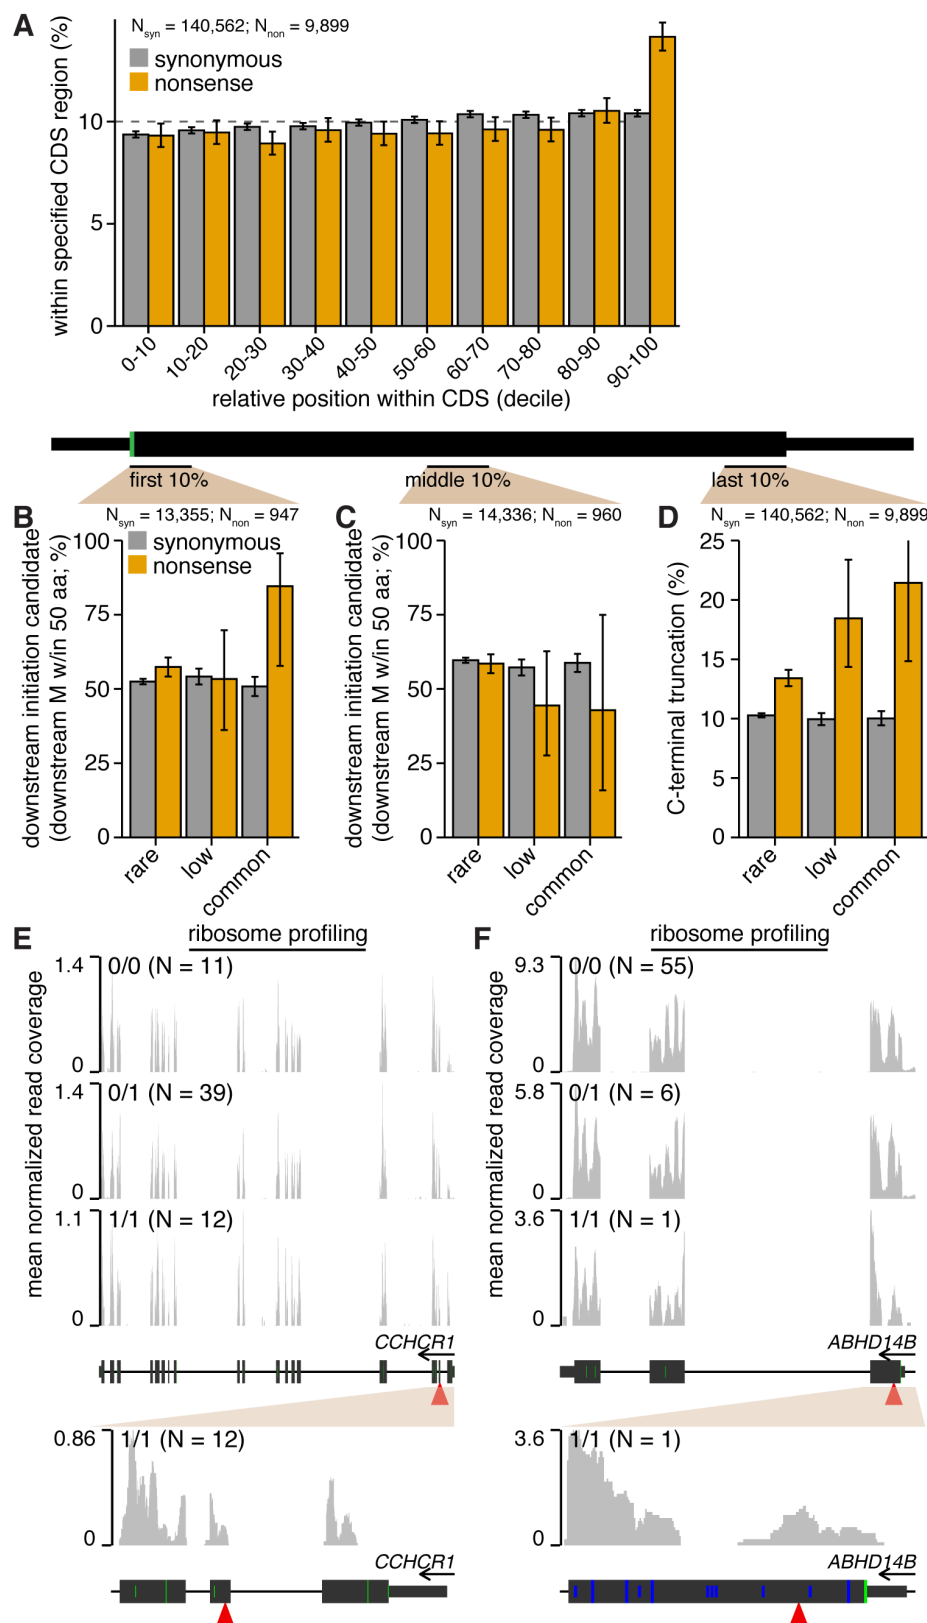 A
N_syn = 140,562; N_non = 9,899
within specified CDS region (%)
synonymous
nonsense
10
5
0
0-10
10-20
20-30
30-40
40-50
50-60
60-70
70-80
80-90
90-100
relative position within CDS (decile)
first 10%
middle 10%
last 10%
B
N_syn = 13,355; N_non = 947
downstream initiation candidate
(downstream M w/in 50 aa; %)
synonymous
nonsense
100
75
50
25
0
rare
low
common
C
N_syn = 14,336; N_non = 960
downstream initiation candidate
(downstream M w/in 50 aa; %)
100
75
50
25
0
rare
low
common
D
N_syn = 140,562; N_non = 9,899
C-terminal truncation (%)
25
20
15
10
5
0
rare
low
common
E
ribosome profiling
mean normalized read coverage
1.4
0/0 (N = 11)
0
1.4
0/1 (N = 39)
0
1.1
1/1 (N = 12)
0
CCHCR1
0.86
1/1 (N = 12)
0
CCHCR1
F
ribosome profiling
mean normalized read coverage
9.3
0/0 (N = 55)
0
5.8
0/1 (N = 6)
0
3.6
1/1 (N = 1)
0
ABHD14B
3.6
1/1 (N = 1)
0
ABHD14B